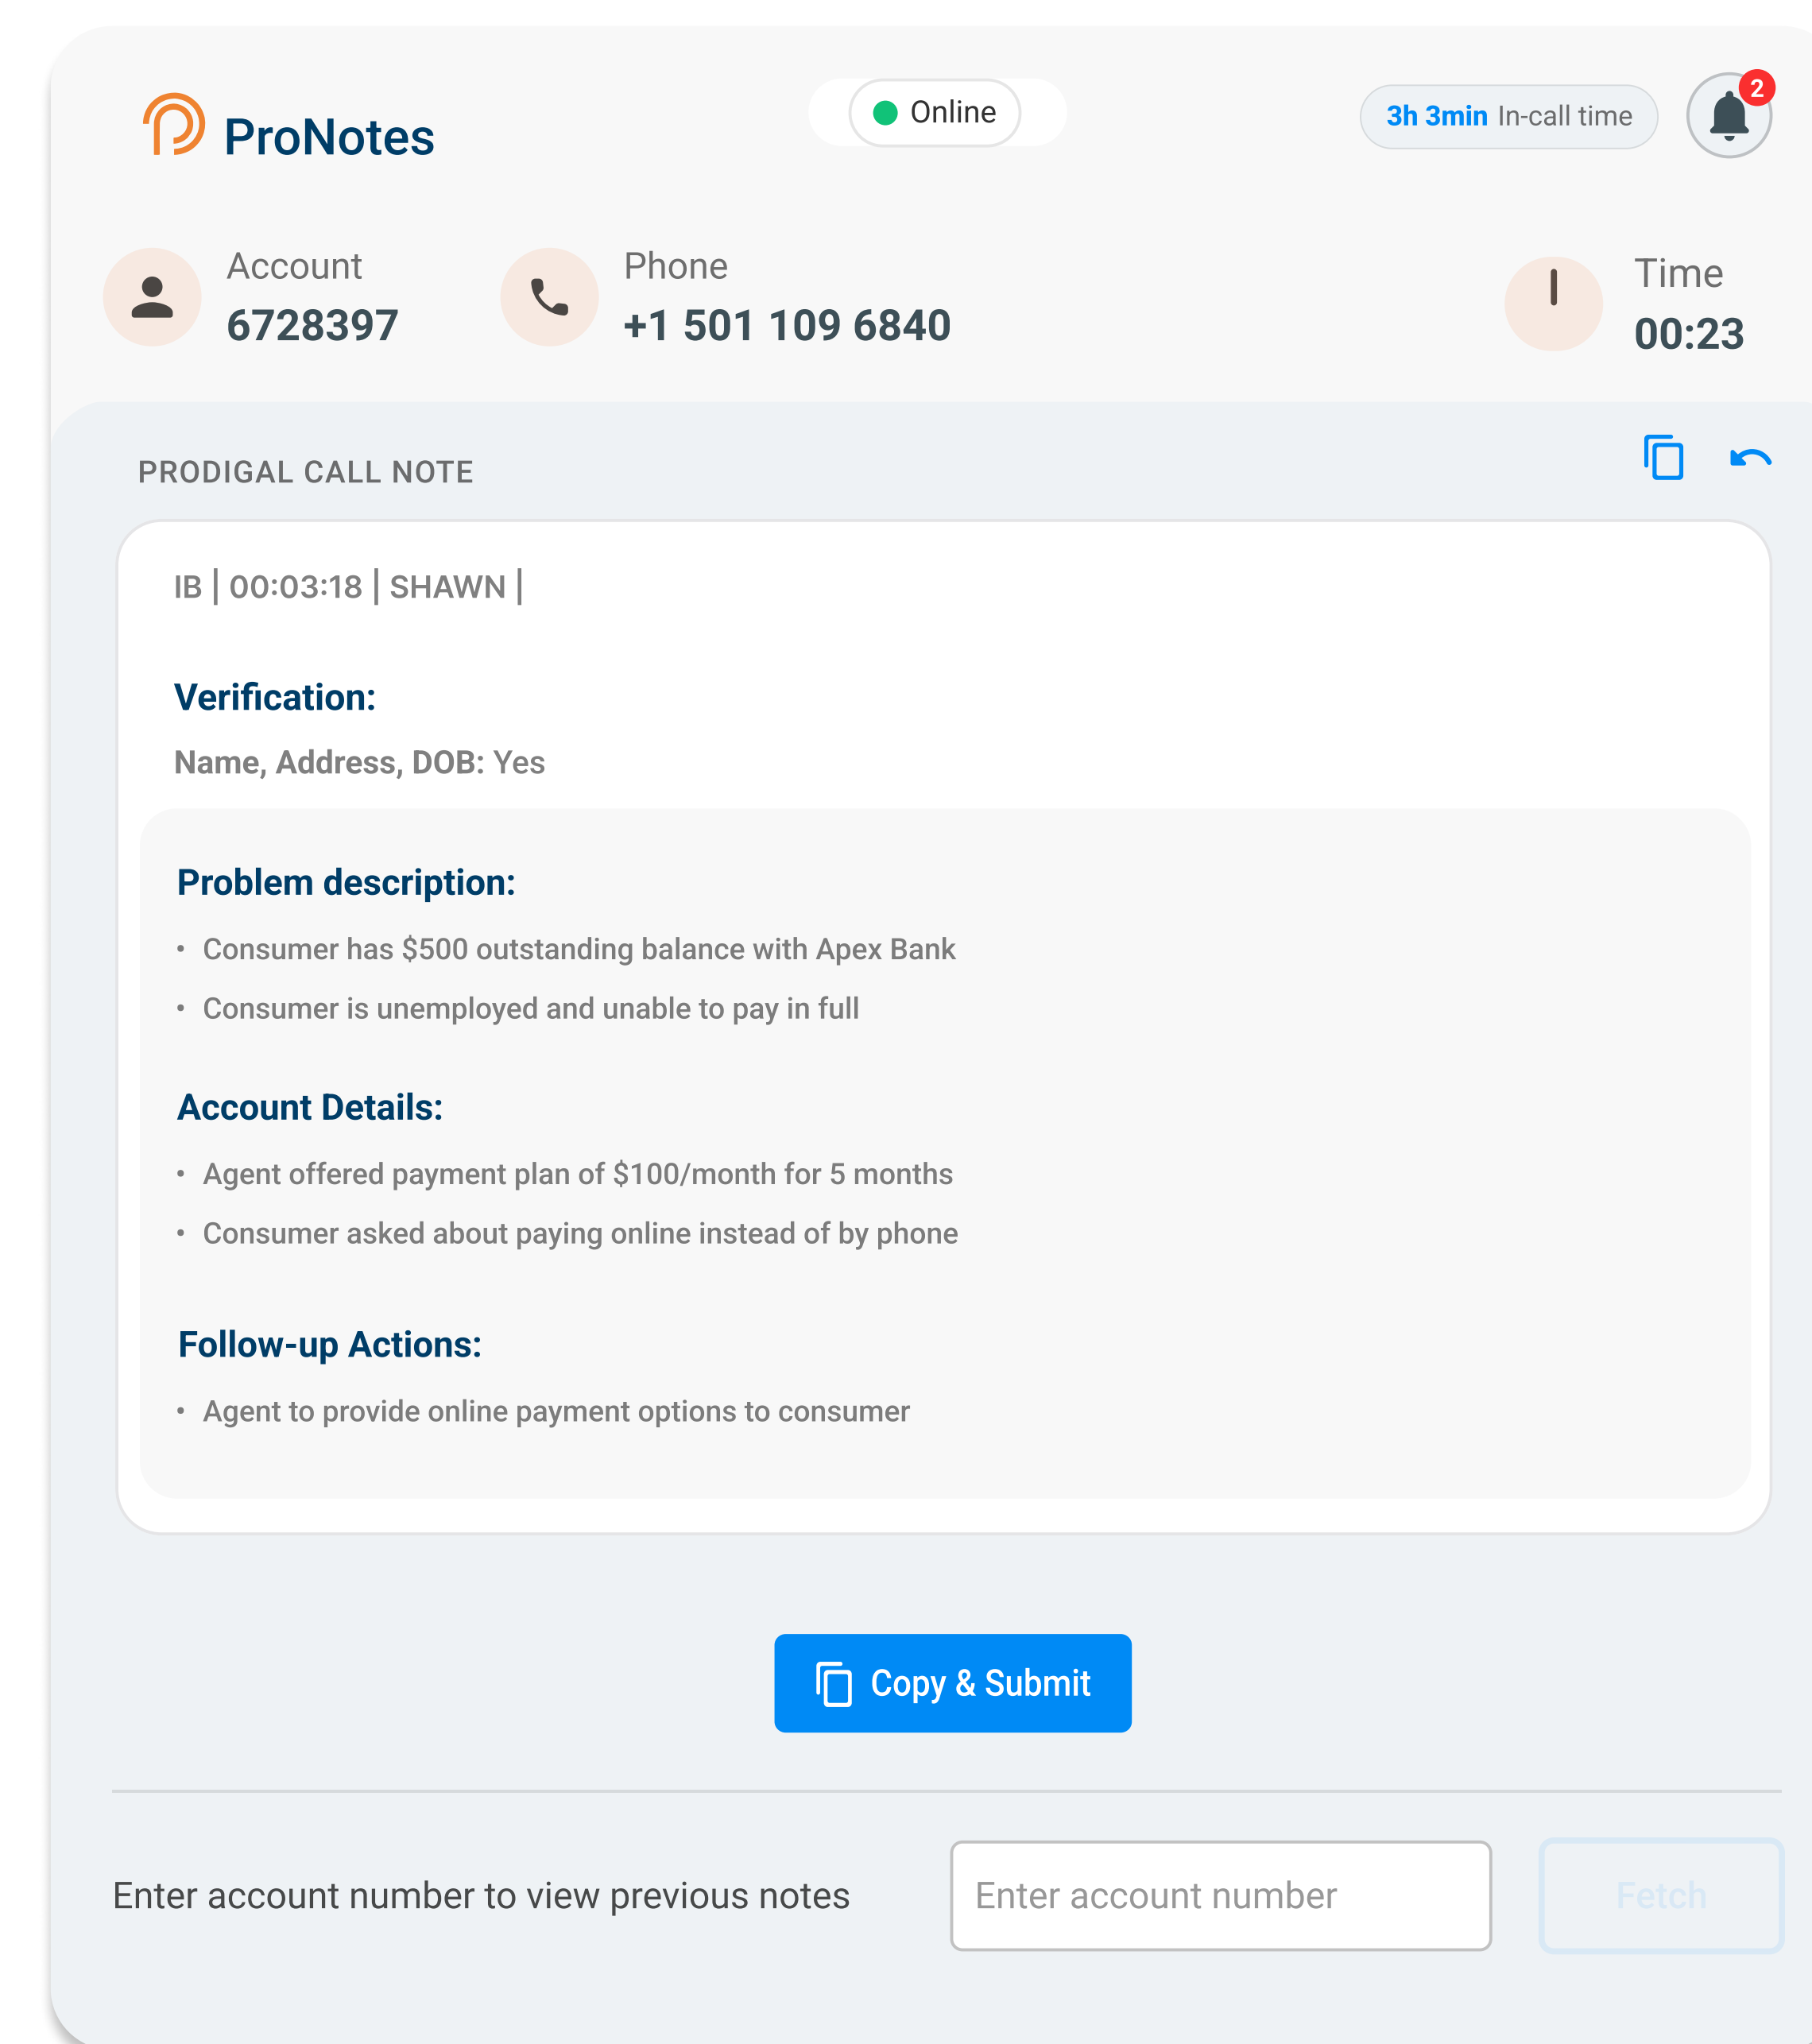 ProNotes
Online
3h 3min In-call time
2
Account
6728397
Phone
+1 501 109 6840
Time
00:23
PRODIGAL CALL NOTE
IB | 00:03:18 | SHAWN |
Verification:
Name, Address, DOB: Yes
Problem description:
• Consumer has $500 outstanding balance with Apex Bank
• Consumer is unemployed and unable to pay in full
Account Details:
• Agent offered payment plan of $100/month for 5 months
• Consumer asked about paying online instead of by phone
Follow-up Actions:
• Agent to provide online payment options to consumer
Copy & Submit
Enter account number to view previous notes
Enter account number
Fetch